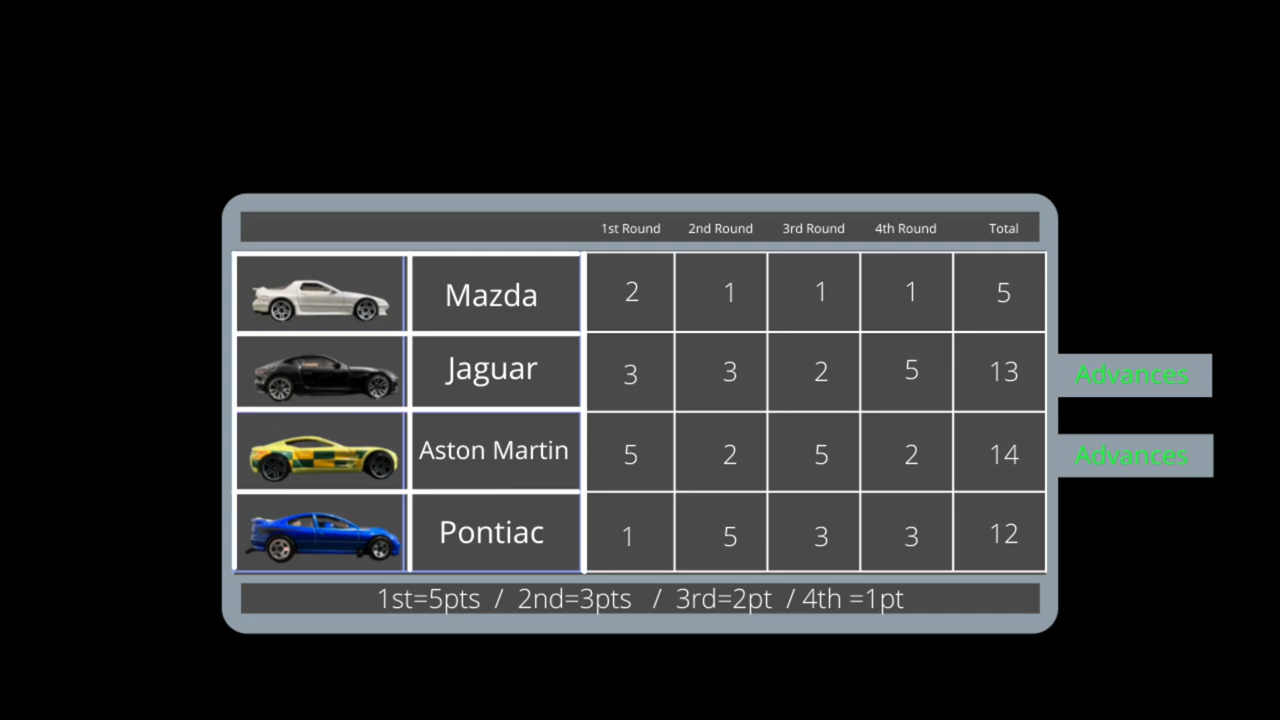 1st Round 2nd Round 3rd Round 4th Round Total
Mazda 2 1 1 1 5
Jaguar 3 3 2 5 13 Advances
Aston Martin 5 2 5 2 14 Advances
Pontiac 1 5 3 3 12
1st=5pts / 2nd=3pts / 3rd=2pt / 4th =1pt